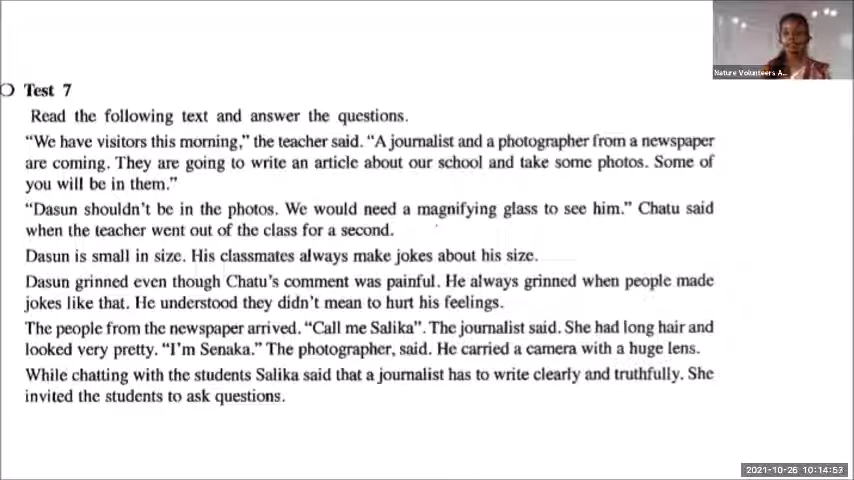 Nature Volunteers A...
Test 7
Read the following text and answer the questions.
“We have visitors this morning,” the teacher said. “A journalist and a photographer from a newspaper
are coming. They are going to write an article about our school and take some photos. Some of
you will be in them.”
“Dasun shouldn’t be in the photos. We would need a magnifying glass to see him.” Chatu said
when the teacher went out of the class for a second.
Dasun is small in size. His classmates always make jokes about his size.
Dasun grinned even though Chatu’s comment was painful. He always grinned when people made
jokes like that. He understood they didn’t mean to hurt his feelings.
The people from the newspaper arrived. “Call me Salika”. The journalist said. She had long hair and
looked very pretty. “I’m Senaka.” The photographer, said. He carried a camera with a huge lens.
While chatting with the students Salika said that a journalist has to write clearly and truthfully. She
invited the students to ask questions.
2021-10-26 10:14:53